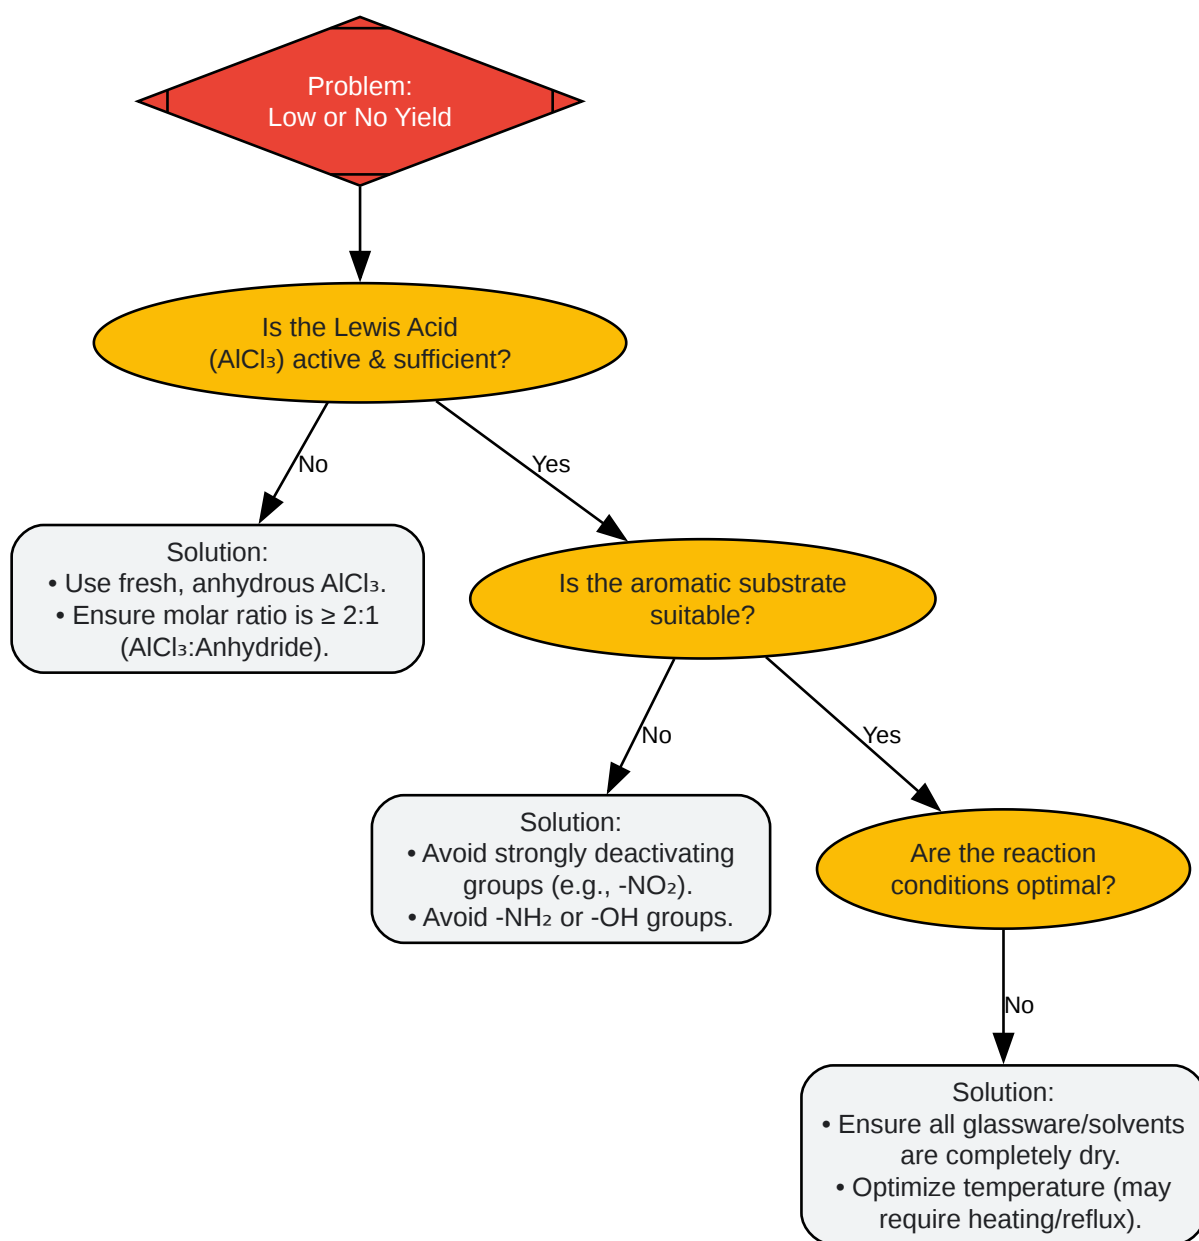 Problem:
Low or No Yield
Is the Lewis Acid
(AlCl₃) active & sufficient?
No
Yes
Solution:
• Use fresh, anhydrous AlCl₃.
• Ensure molar ratio is ≥ 2:1
(AlCl₃:Anhydride).
Is the aromatic substrate
suitable?
No
Yes
Solution:
• Avoid strongly deactivating
groups (e.g., -NO₂).
• Avoid -NH₂ or -OH groups.
Are the reaction
conditions optimal?
No
Solution:
• Ensure all glassware/solvents
are completely dry.
• Optimize temperature (may
require heating/reflux).